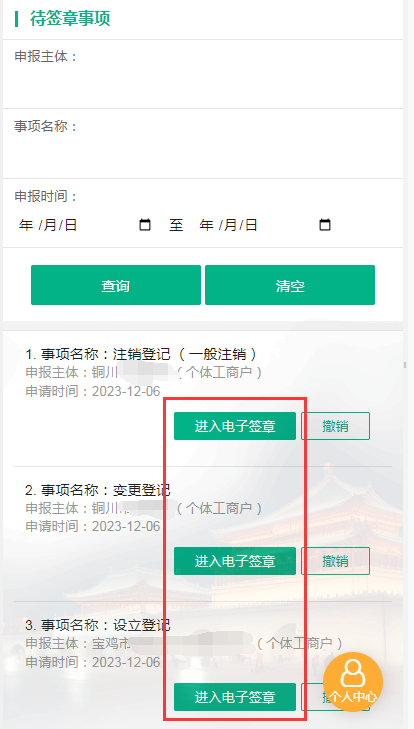 待签章事项
申报主体：
事项名称：
申报时间：
年 /月/日 至 年 /月/日
查询 清空
1. 事项名称：注销登记（一般注销）
申报主体：铜川 （个体工商户）
申请时间：2023-12-06
进入电子签章 撤销
2. 事项名称：变更登记
申报主体：铜川 （个体工商户）
申请时间：2023-12-06
进入电子签章 撤销
3. 事项名称：设立登记
申报主体：宝鸡市 （个体工商户）
申请时间：2023-12-06
进入电子签章
个人中心